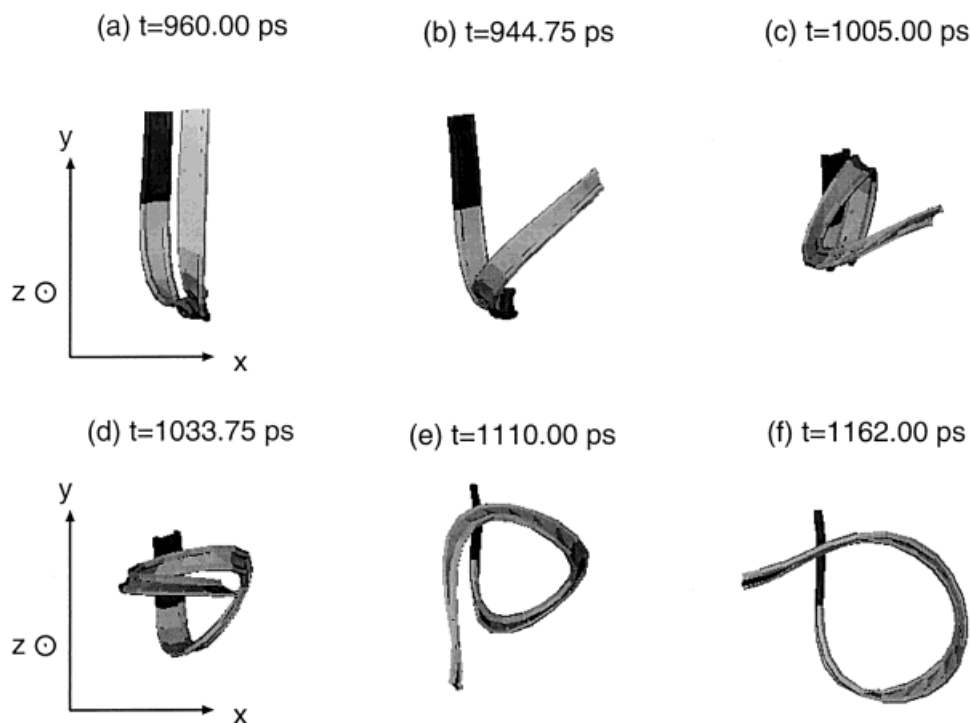 (a) t=960.00 ps
(b) t=944.75 ps
(c) t=1005.00 ps
y
z ⊙
x
(d) t=1033.75 ps
(e) t=1110.00 ps
(f) t=1162.00 ps
y
z ⊙
x